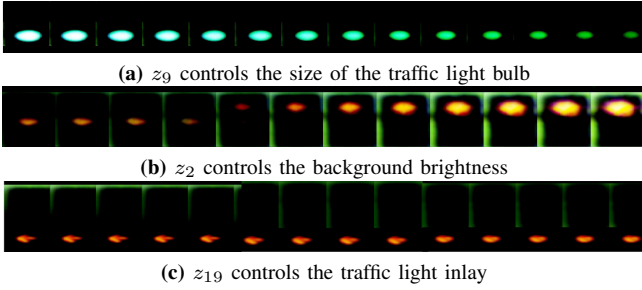 (a) z9 controls the size of the traffic light bulb
(b) z2 controls the background brightness
(c) z19 controls the traffic light inlay